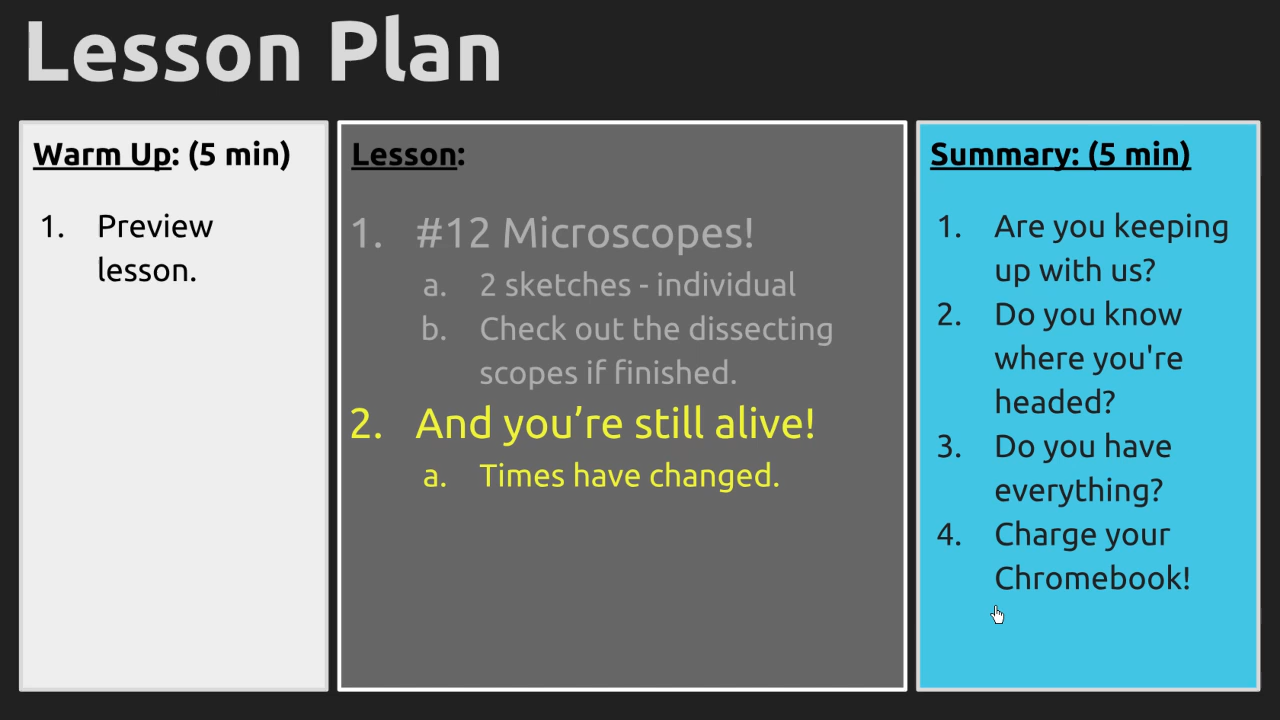 Lesson Plan
Warm Up: (5 min)
1. Preview
lesson.
Lesson:
1. #12 Microscopes!
a. 2 sketches - individual
b. Check out the dissecting
scopes if finished.
2. And you’re still alive!
a. Times have changed.
Summary: (5 min)
1. Are you keeping
up with us?
2. Do you know
where you're
headed?
3. Do you have
everything?
4. Charge your
Chromebook!